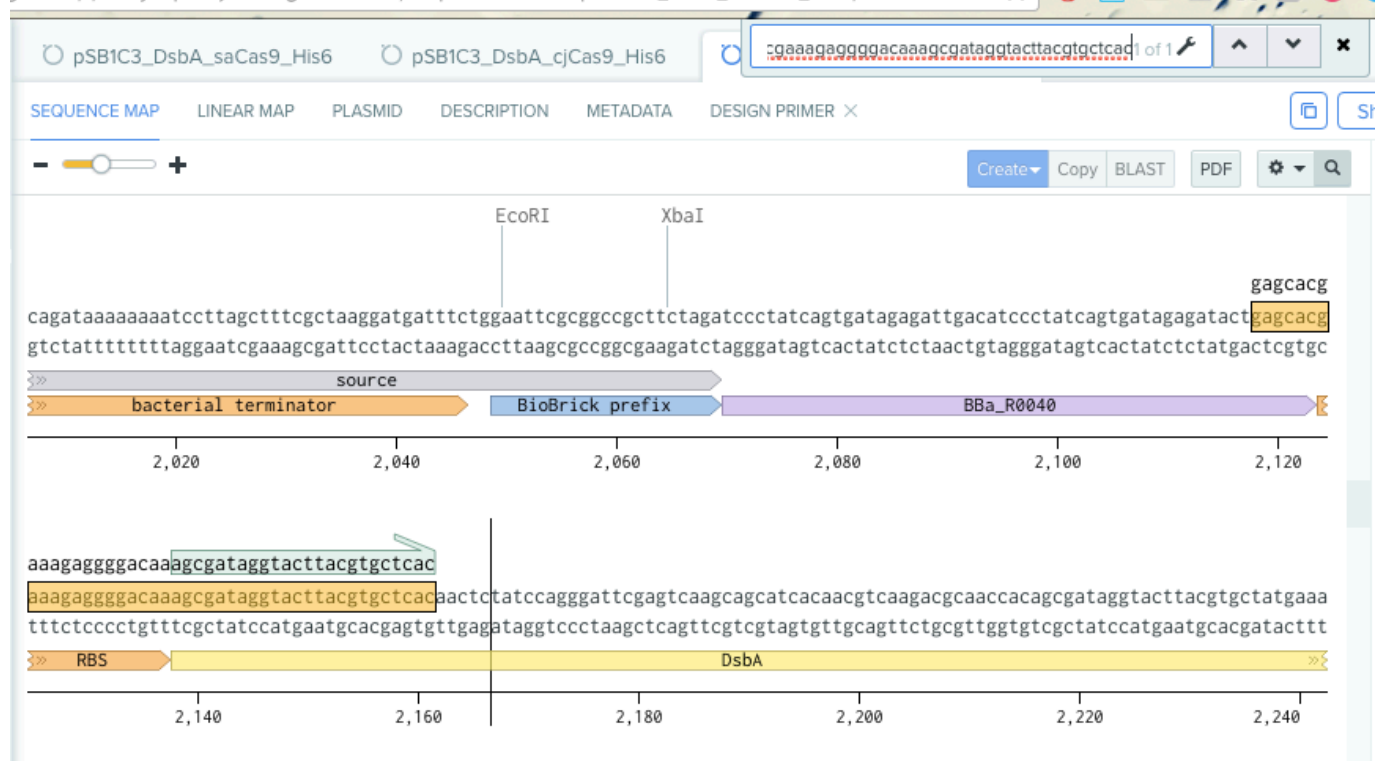 pSB1C3_DsbA_saCas9_His6 pSB1C3_DsbA_cjCas9_His6 cgaaagaggggacaaagcgataggtacttacgtgctcac 1 of 1
SEQUENCE MAP LINEAR MAP PLASMID DESCRIPTION METADATA DESIGN PRIMER × Sh
- + Create Copy BLAST PDF
EcoRI XbaI
gagcacg
cagataaaaaaaatccttagctttcgctaaggatgatttctggaattcgcggccgcttctagatccctatcagtgatagagattgacatccctatcagtgatagagatactgagcacg
gtctatttttttaggaatcgaaagcgattcctactaaagaccttaagcgccggcgaagatctagggatagtcactatctctaactgtagggatagtcactatctctatgactcgtgc
source
bacterial terminator BioBrick prefix BBa_R0040
2,020 2,040 2,060 2,080 2,100 2,120
aaagaggggacaaagcgataggtacttacgtgctcac
aaagaggggacaaagcgataggtacttacgtgctcacaactctatccagggattcgagtcaagcagcatcacaacgtcaagacgcaaccacagcgataggtacttacgtgctatgaaa
tttctcccctgtttcgctatccatgaatgcacgagtgttgagataggtccctaagctcagttcgtcgtagtgttgcagttctgcgttggtgtcgctatccatgaatgcacgatacttt
RBS DsbA
2,140 2,160 2,180 2,200 2,220 2,240